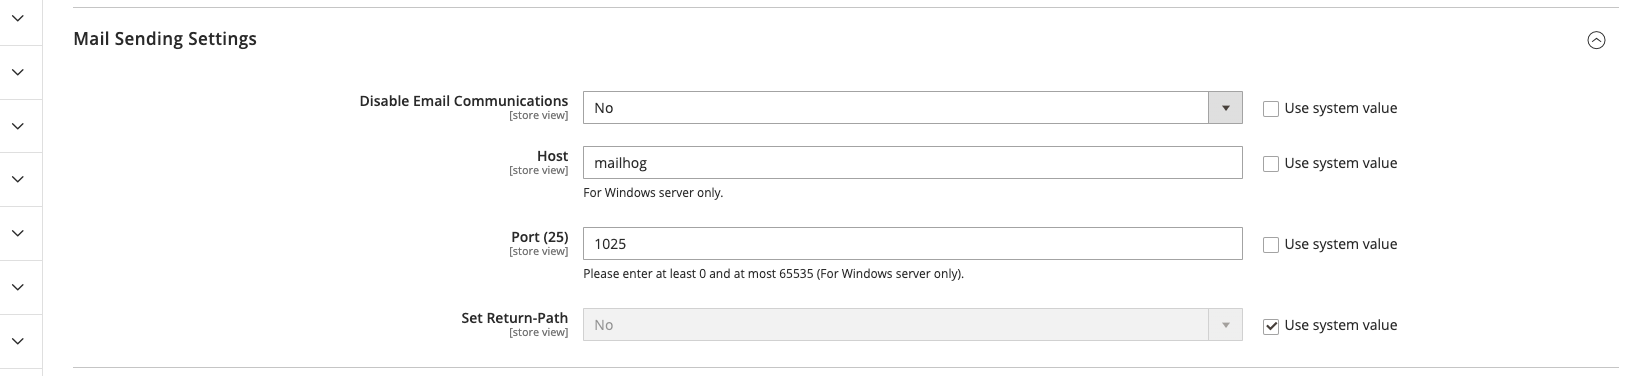 Mail Sending Settings
Disable Email Communications
[store view]
No
Use system value
Host
[store view]
mailhog
Use system value
For Windows server only.
Port (25)
[store view]
1025
Use system value
Please enter at least 0 and at most 65535 (For Windows server only).
Set Return-Path
[store view]
No
Use system value